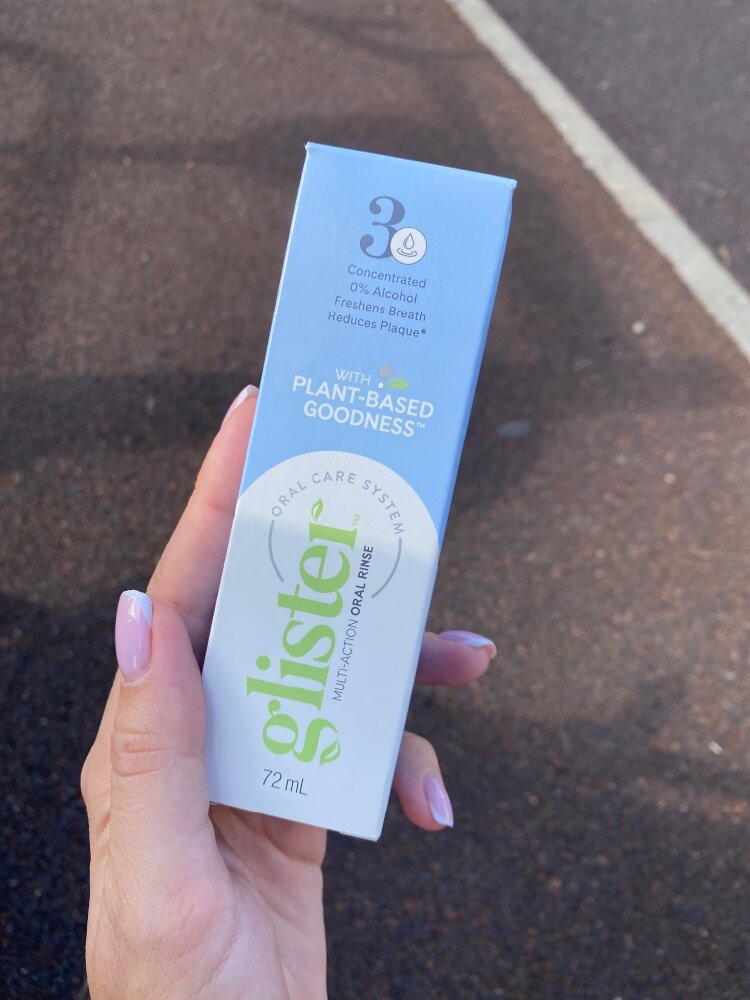 3
Concentrated
0% Alcohol
Freshens Breath
Reduces Plaque*
WITH
PLANT-BASED
GOODNESS™
ORAL CARE SYSTEM
glister™
MULTI-ACTION ORAL RINSE
72 mL